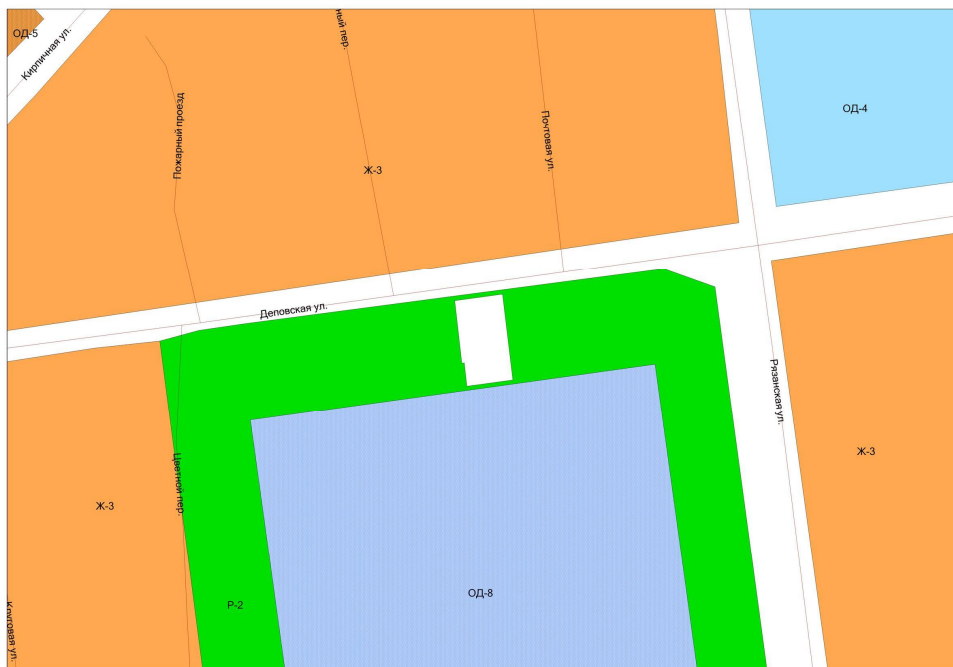 ОД-5
Кирпичная ул.
ный пер.
Пожарный проезд
Почтовая ул.
ОД-4
Ж-3
Деповская ул.
Рязанская ул.
Ж-3
Цветной пер.
Ж-3
ОД-8
Р-2
Круговая ул.